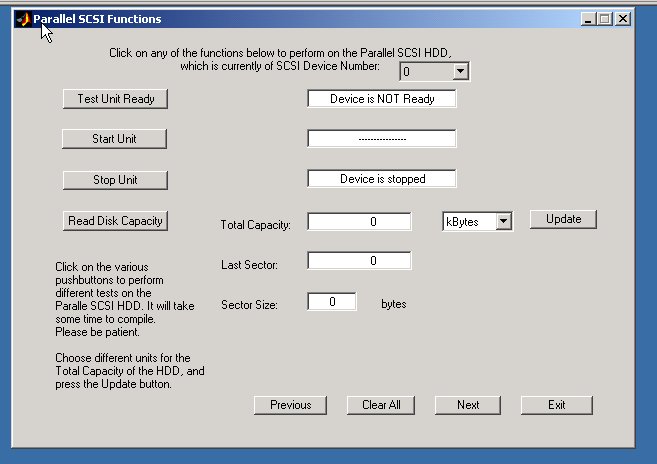 Parallel SCSI Functions
Click on any of the functions below to perform on the Parallel SCSI HDD,
which is currently of SCSI Device Number: 0
Test Unit Ready Device is NOT Ready
Start Unit ---------------
Stop Unit Device is stopped
Read Disk Capacity Total Capacity: 0 kBytes Update
Last Sector: 0
Sector Size: 0 bytes
Click on the various
pushbuttons to perform
different tests on the
Paralle SCSI HDD. It will take
some time to compile.
Please be patient.
Choose different units for the
Total Capacity of the HDD, and
press the Update button.
Previous Clear All Next Exit